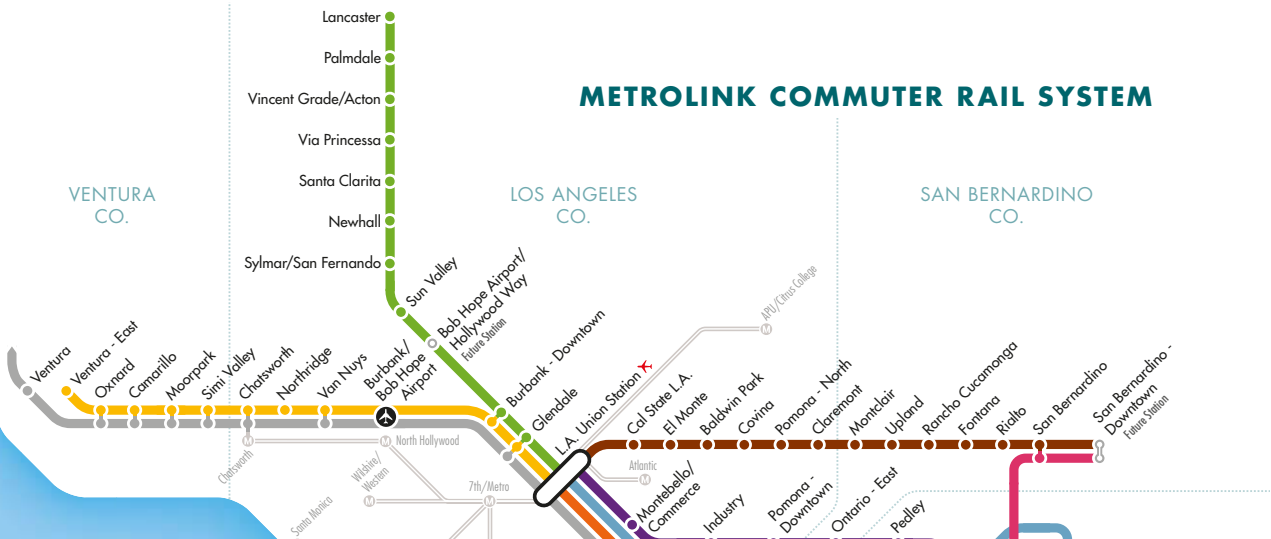 Lancaster
Palmdale
Vincent Grade/Acton
Via Princessa
Santa Clarita
Newhall
Sylmar/San Fernando
METROLINK COMMUTER RAIL SYSTEM
VENTURA
CO.
LOS ANGELES
CO.
SAN BERNARDINO
CO.
Sun Valley
Bob Hope Airport/
Hollywood Way
Future Station
Burbank - Downtown
Glendale
L.A. Union Station
APU/Citrus College
Ventura
Ventura - East
Oxnard
Camarillo
Moorpark
Simi Valley
Chatsworth
Northridge
Van Nuys
Burbank/
Bob Hope
Airport
Cal State L.A.
El Monte
Baldwin Park
Covina
Pomona - North
Claremont
Montclair
Upland
Rancho Cucamonga
Fontana
Rialto
San Bernardino
San Bernardino -
Downtown
Future Station
M
Chatsworth
M
North Hollywood
Wilshire/
Western
M
Santa Monica
7th/Metro
M
Atlantic
M
M
Montebello/
Commerce
Industry
Pomona -
Downtown
Ontario - East
Pedley